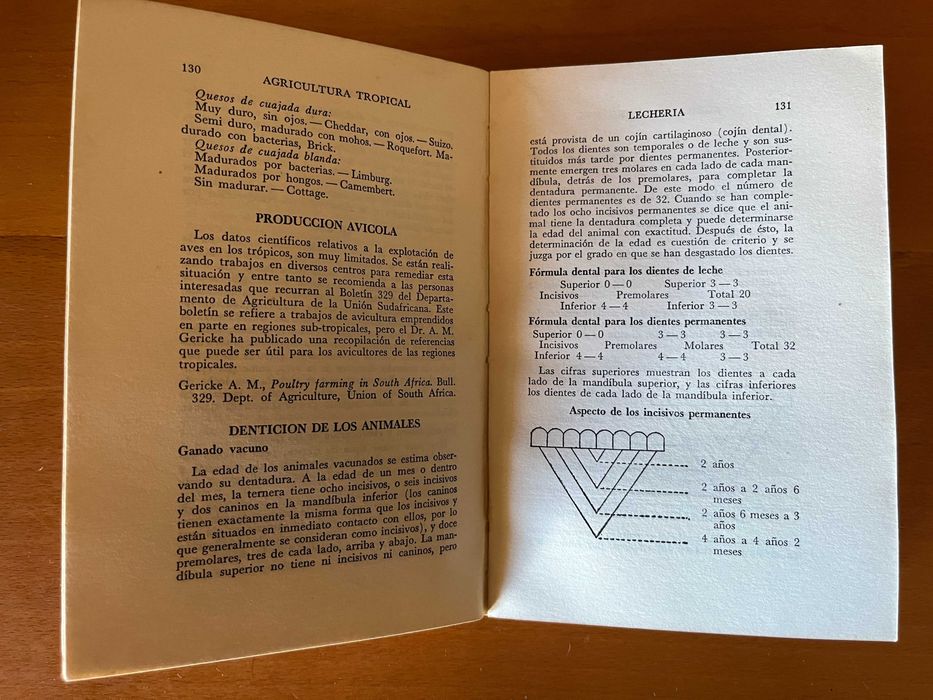 130
AGRICULTURA TROPICAL
Quesos de cuajada dura:
Muy duro, sin ojos. — Cheddar, con ojos. — Suizo.
Semi duro, madurado con mohos. — Roquefort. Ma-
durado con bacterias, Brick.
Quesos de cuajada blanda:
Madurados por bacterias. — Limburg.
Madurados por hongos. — Camembert.
Sin madurar. — Cottage.
PRODUCCION AVICOLA
Los datos científicos relativos a la explotación de
aves en los trópicos, son muy limitados. Se están reali-
zando trabajos en diversos centros para remediar esta
situación y entre tanto se recomienda a las personas
interesadas que recurran al Boletín 329 del Departa-
mento de Agricultura de la Unión Sudafricana. Este
boletín se refiere a trabajos de avicultura emprendidos
en parte en regiones sub-tropicales, pero el Dr. A. M.
Gericke ha publicado una recopilación de referencias
que puede ser útil para los avicultores de las regiones
tropicales.
Gericke A. M., Poultry farming in South Africa. Bull.
329. Dept. of Agriculture, Union of South Africa.
DENTICION DE LOS ANIMALES
Ganado vacuno
La edad de los animales vacunados se estima obser-
vando su dentadura. A la edad de un mes o dentro
del mes, la ternera tiene ocho incisivos, o seis incisivos
y dos caninos en la mandíbula inferior (los caninos
tienen exactamente la misma forma que los incisivos y
están situados en inmediato contacto con ellos, por lo
que generalmente se consideran como incisivos), y doce
premolares, tres de cada lado, arriba y abajo. La man-
díbula superior no tiene ni incisivos ni caninos, pero
LECHERIA
131
está provista de un cojín cartilaginoso (cojín dental).
Todos los dientes son temporales o de leche y son sus-
tituidos más tarde por dientes permanentes. Posterior-
mente emergen tres molares en cada lado de cada man-
díbula, detrás de los premolares, para completar la
dentadura permanente. De este modo el número de
dientes permanentes es de 32. Cuando se han comple-
tado los ocho incisivos permanentes se dice que el ani-
mal tiene la dentadura completa y puede determinarse
la edad del animal con exactitud. Después de ésto, la
determinación de la edad es cuestión de criterio y se
juzga por el grado en que se han desgastado los dientes.
Fórmula dental para los dientes de leche
Superior 0 — 0 Superior 3 — 3
Incisivos Premolares Total 20
Inferior 4 — 4 Inferior 3 — 3
Fórmula dental para los dientes permanentes
Superior 0 — 0 3 — 3 3 — 3
Incisivos Premolares Molares Total 32
Inferior 4 — 4 4 — 4 3 — 3
Las cifras superiores muestran los dientes a cada
lado de la mandíbula superior, y las cifras inferiores
los dientes de cada lado de la mandíbula inferior.
Aspecto de los incisivos permanentes
2 años
2 años a 2 años 6
meses
2 años 6 meses a 3
años
4 años a 4 años 2
meses